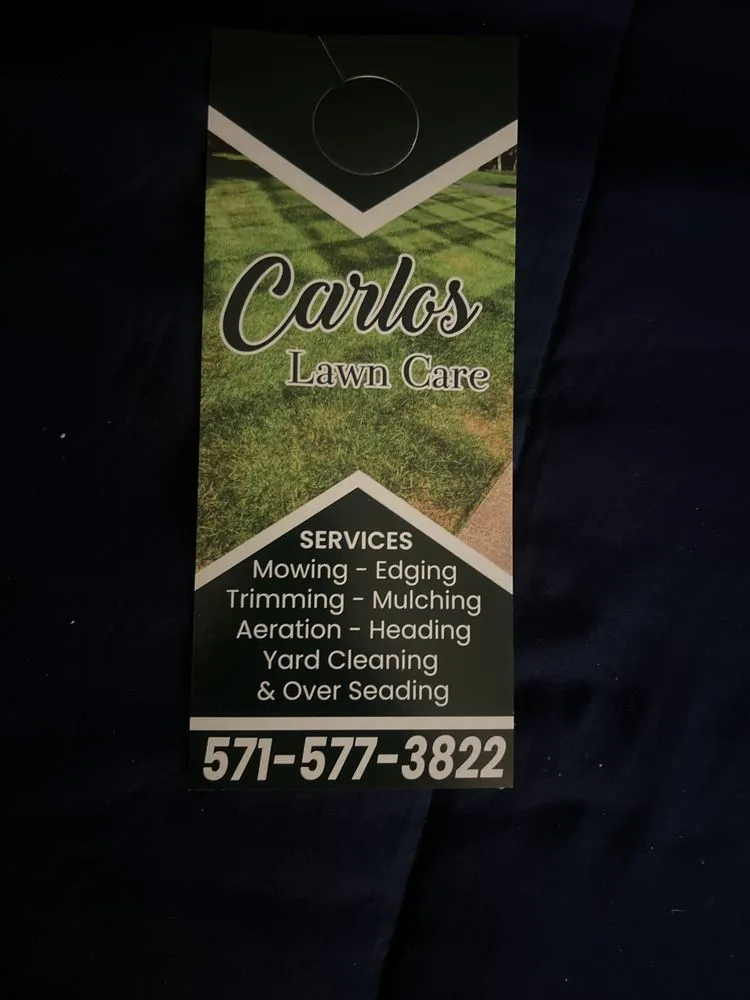 Carlos
Lawn Care
SERVICES
Mowing - Edging
Trimming - Mulching
Aeration - Heading
Yard Cleaning
& Over Seading
571-577-3822